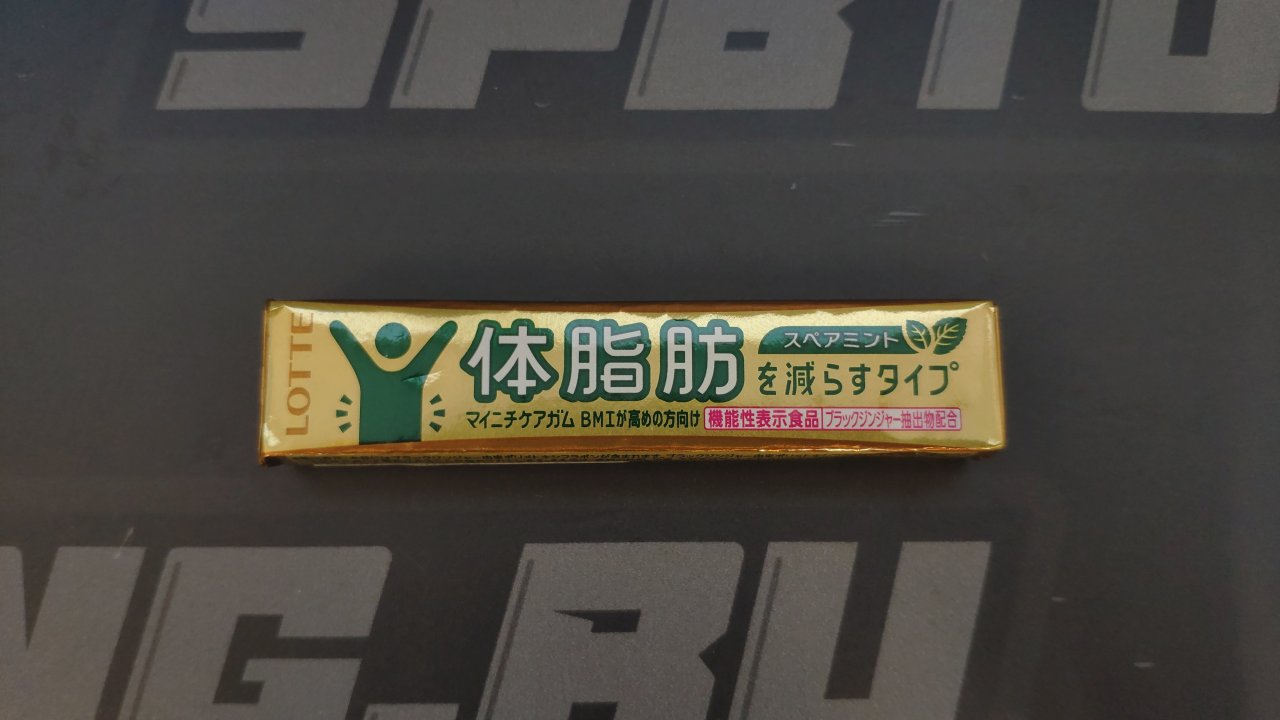 LOTTE
体脂肪
スペアミント
を減らすタイプ
マイニチケアガム BMIが高めの方向け 機能性表示食品 ブラックジンジャー抽出物配合
NG.RU